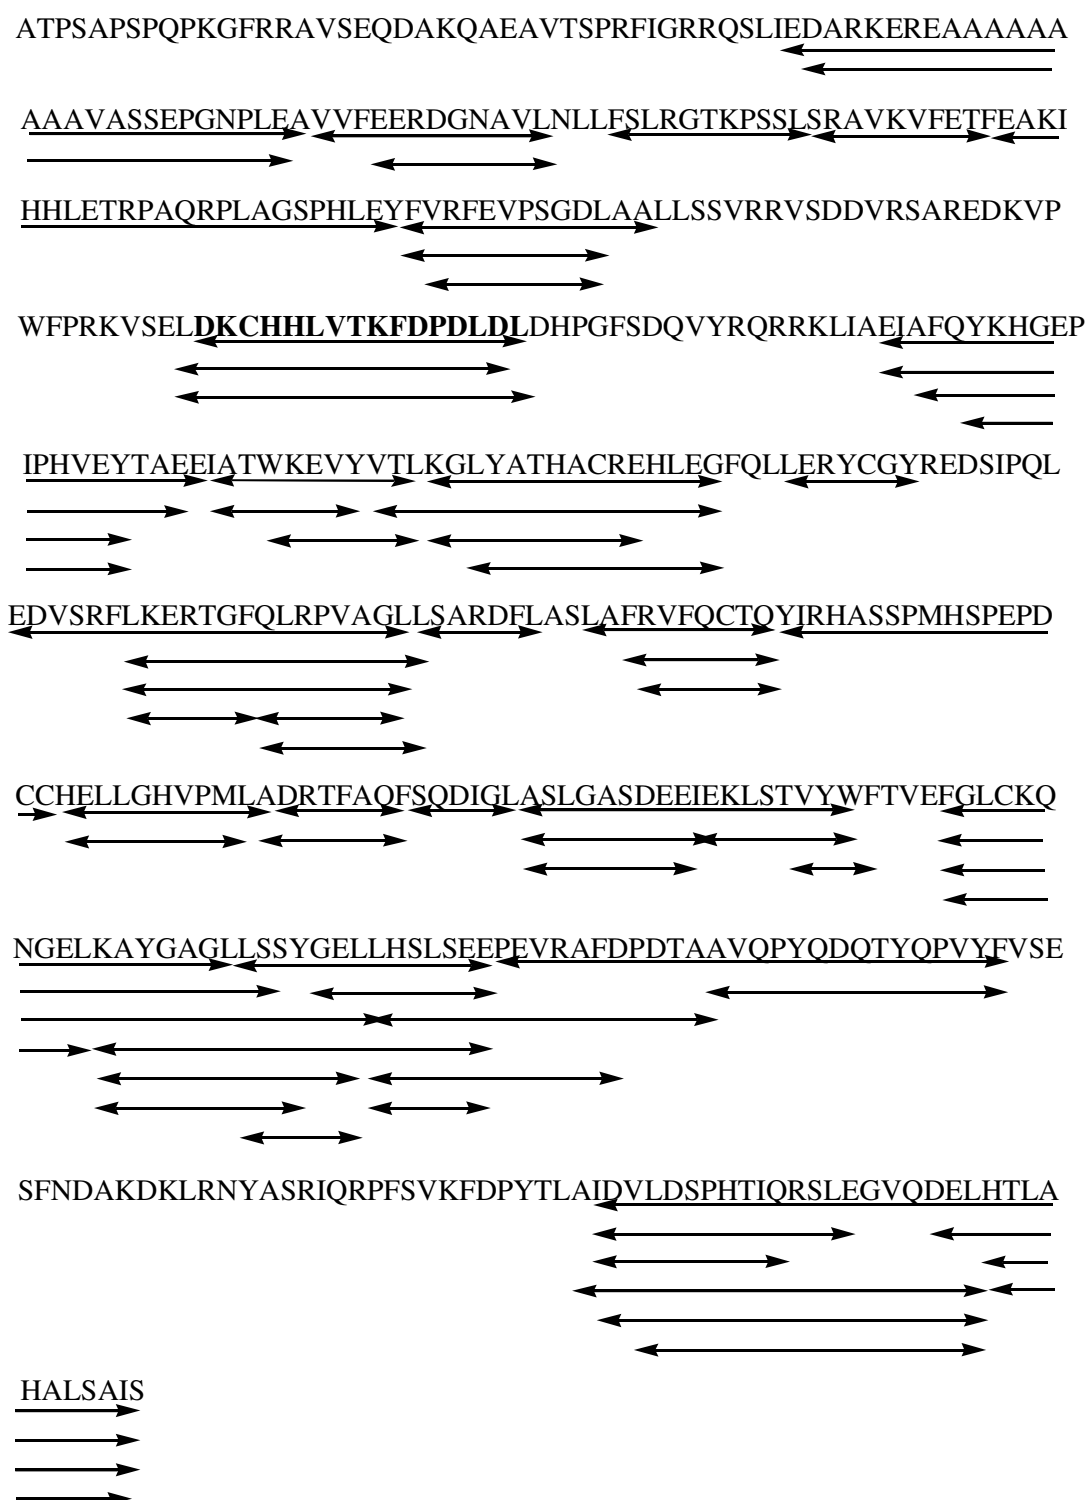 ATPSAPSPQPKGFRRAVSEQDAKQAEAVTSPRFIGRRQSLIEDARKEREAAAAAA
AAAVASSEPGNPLEAVVFEERDGNAVLNLLFSLRGTKPSSLSRAVKVFETFEAKI
HHLETRPAQRPLAGSPHLEYFVRFEVPSGDLAALLSSVRRVSDDVRSAREDKVP
WFPRKVSELDKCHHLVTKFDPDLDLDHPGFSDQVYRQRRKLIAEIAFQYKHGEP
IPHVEYTAEEIATWKEVYVTLKGLYATHACREHLEGFQLLERYCGYREDSIPQL
EDVSRFLKERTGFQLRPVAGLLSARDFLASLAFRVFQCTQYIRHASSPMHSPEPD
CCHELLGHVPMLADRTFAQFSQDIGLASLGASDEEIEKLSTVYWFTVEFGLCKQ
NGELKAYGAGLLSSYGELLHSLSEEPEVRAFDPDTAAVQPYQDQTYQPVYFVSE
SFNDAKDKLRNYASRIQRPFSVKFDPYTLAIDVLDSPHTIQRSLEGVQDELHTLA
HALSAIS